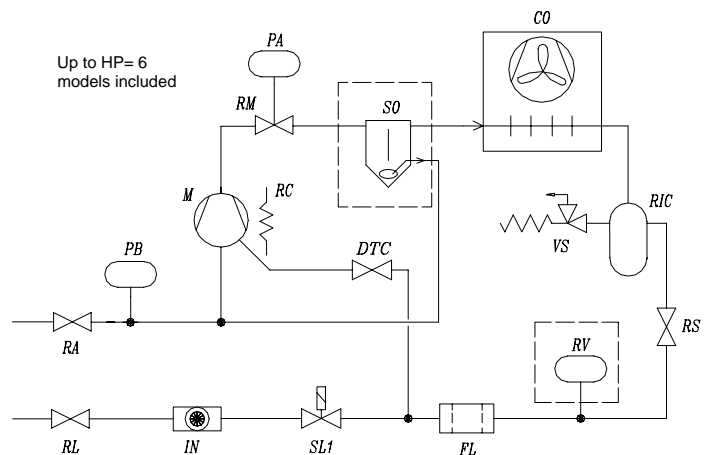 CO
PA
Up to HP= 6
models included
RM
SO
M
RC
RIC
PB
DTC
VS
RA
RS
RV
RL
IN
SL1
FL